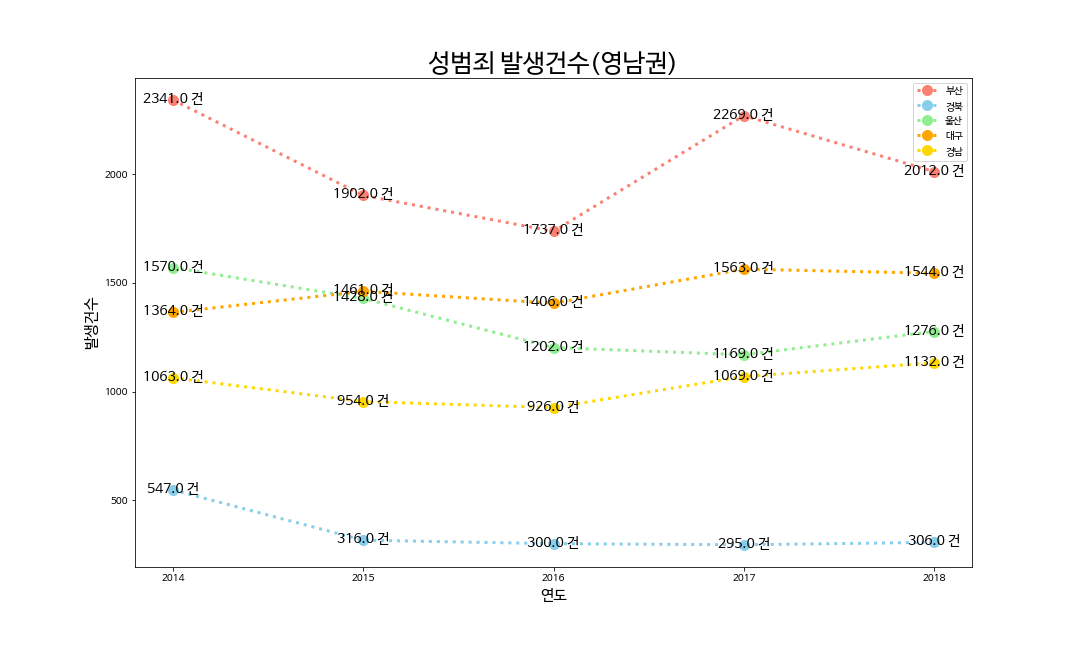 성범죄 발생건수(영남권)
부산
경북
울산
대구
경남
2341.0 건
1902.0 건
1737.0 건
2269.0 건
2012.0 건
1570.0 건
1428.0 건
1202.0 건
1169.0 건
1276.0 건
1364.0 건
1461.0 건
1406.0 건
1563.0 건
1544.0 건
1063.0 건
954.0 건
926.0 건
1069.0 건
1132.0 건
547.0 건
316.0 건
300.0 건
295.0 건
306.0 건
발생건수
2000
1500
1000
500
2014
2015
2016
2017
2018
연도